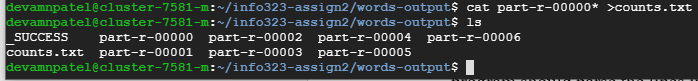 devamnpatel@cluster-7581-m:~/info323-assign2/words-output$ cat part-r-00000* >counts.txt
devamnpatel@cluster-7581-m:~/info323-assign2/words-output$ ls
_SUCCESS part-r-00000 part-r-00002 part-r-00004 part-r-00006
counts.txt part-r-00001 part-r-00003 part-r-00005
devamnpatel@cluster-7581-m:~/info323-assign2/words-output$